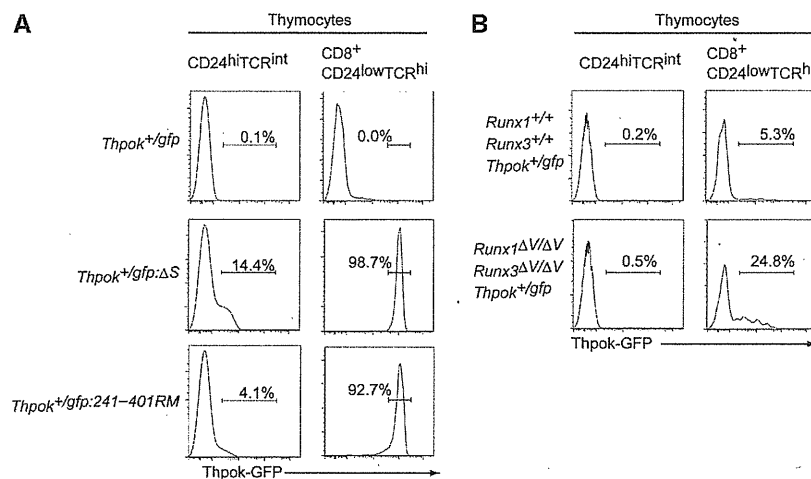 A
Thymocytes
CD24hiTCRint
CD8+
CD24lowTCRhi
Thpok+/gfp
0.1%
0.0%
Thpok+/gfp:ΔS
14.4%
98.7%
Thpok+/gfp:241–401RM
4.1%
92.7%
Thpok-GFP
B
Thymocytes
CD24hiTCRint
CD8+
CD24lowTCRh
Runx1+/+
Runx3+/+
Thpok+/gfp
0.2%
5.3%
Runx1ΔV/ΔV
Runx3ΔV/ΔV
Thpok+/gfp
0.5%
24.8%
Thpok-GFP